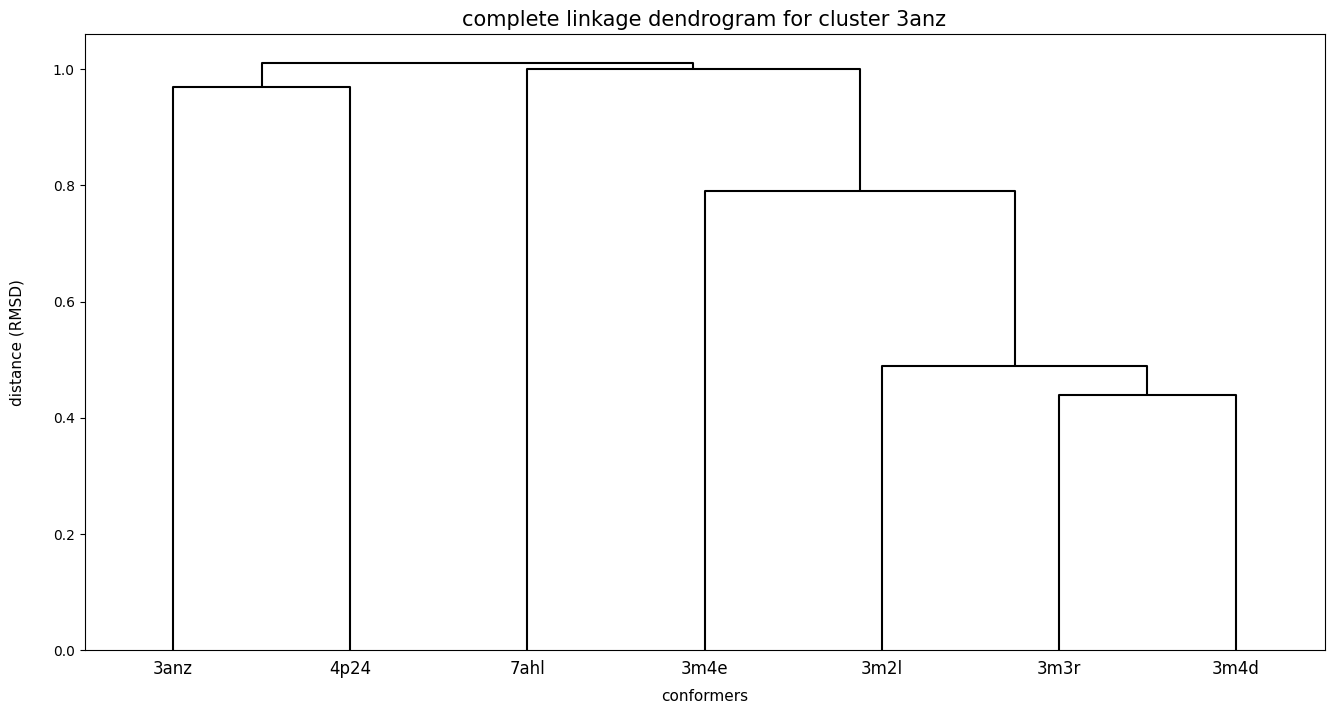 complete linkage dendrogram for cluster 3anz
1.0
0.8
0.6
0.4
0.2
0.0
distance (RMSD)
3anz 4p24 7ahl 3m4e 3m2l 3m3r 3m4d
conformers